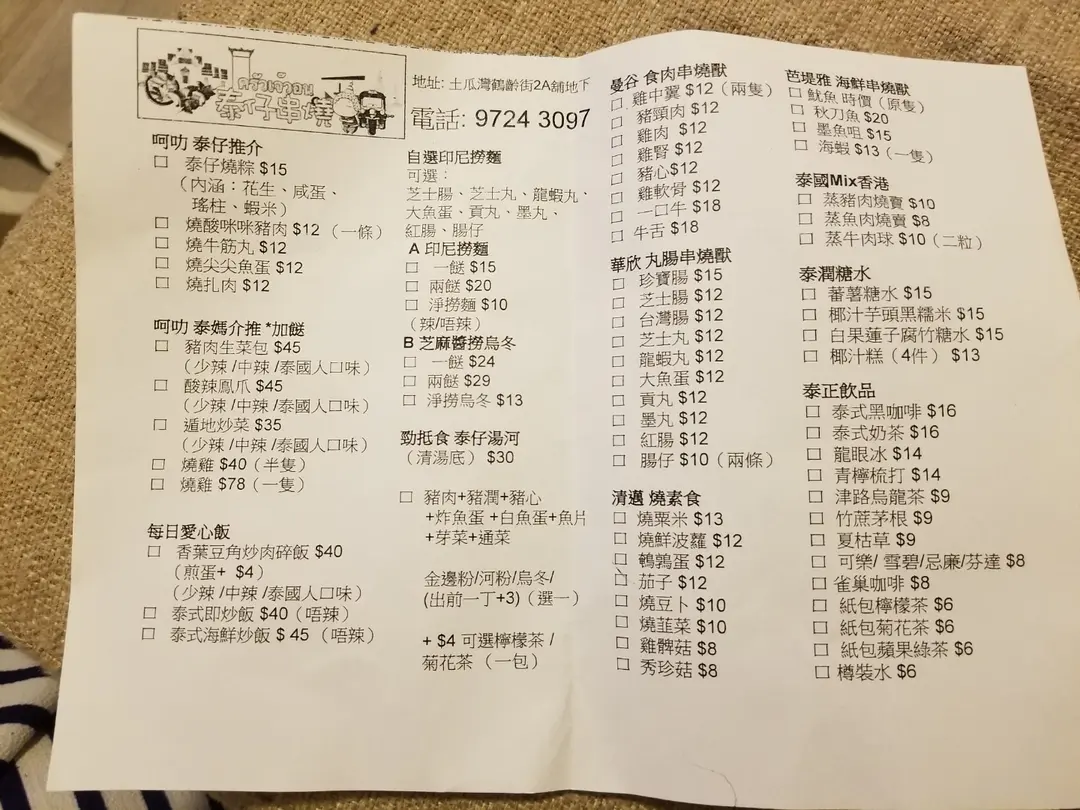 ครัวเจ้าอน
泰仔串燒
地址: 土瓜灣鶴齡街2A舖地下
電話: 9724 3097
呵叻 泰仔推介
☐ 泰仔燒粽 $15
(內涵：花生、咸蛋、
瑤柱、蝦米)
☐ 燒酸咪咪豬肉 $12 (一條)
☐ 燒牛筋丸 $12
☐ 燒尖尖魚蛋 $12
☐ 燒扎肉 $12
呵叻 泰媽介推 *加餸
☐ 豬肉生菜包 $45
(少辣 /中辣 /泰國人口味)
☐ 酸辣鳳爪 $45
(少辣 /中辣 /泰國人口味)
☐ 遁地炒菜 $35
(少辣 /中辣 /泰國人口味)
☐ 燒雞 $40 (半隻)
☐ 燒雞 $78 (一隻)
每日愛心飯
☐ 香葉豆角炒肉碎飯 $40
(煎蛋+ $4)
(少辣 /中辣 /泰國人口味)
☐ 泰式即炒飯 $40 (唔辣)
☐ 泰式海鮮炒飯 $ 45 (唔辣)
自選印尼撈麵
可選：
芝士腸、芝士丸、龍蝦丸、
大魚蛋、貢丸、墨丸、
紅腸、腸仔
A 印尼撈麵
☐ 一餸 $15
☐ 兩餸 $20
☐ 淨撈麵 $10
(辣/唔辣)
B 芝麻醬撈烏冬
☐ 一餸 $24
☐ 兩餸 $29
☐ 淨撈烏冬 $13
勁抵食 泰仔湯河
(清湯底) $30
☐ 豬肉+豬潤+豬心
+炸魚蛋 +白魚蛋+魚片
+芽菜+通菜
金邊粉/河粉/烏冬/
(出前一丁+3) (選一)
+ $4 可選檸檬茶 /
菊花茶 (一包)
曼谷 食肉串燒獸
☐ 雞中翼 $12 (兩隻)
☐ 豬頸肉 $12
☐ 雞肉 $12
☐ 雞腎 $12
☐ 豬心$12
☐ 雞軟骨 $12
☐ 一口牛 $18
☐ 牛舌 $18
華欣 丸腸串燒獸
☐ 珍寶腸 $15
☐ 芝士腸 $12
☐ 台灣腸 $12
☐ 芝士丸 $12
☐ 龍蝦丸 $12
☐ 大魚蛋 $12
☐ 貢丸 $12
☐ 墨丸 $12
☐ 紅腸 $12
☐ 腸仔 $10 (兩條)
清邁 燒素食
☐ 燒粟米 $13
☐ 燒鮮波蘿 $12
☐ 鵪鶉蛋 $12
☐ 茄子 $12
☐ 燒豆卜 $10
☐ 燒韮菜 $10
☐ 雞髀菇 $8
☐ 秀珍菇 $8
芭堤雅 海鮮串燒獸
☐ 魷魚 時價 (原隻)
☐ 秋刀魚 $20
☐ 墨魚咀 $15
☐ 海蝦 $13 (一隻)
泰國Mix香港
☐ 蒸豬肉燒賣 $10
☐ 蒸魚肉燒賣 $8
☐ 蒸牛肉球 $10 (二粒)
泰潤糖水
☐ 蕃薯糖水 $15
☐ 椰汁芋頭黑糯米 $15
☐ 白果蓮子腐竹糖水 $15
☐ 椰汁糕 (4件) $13
泰正飲品
☐ 泰式黑咖啡 $16
☐ 泰式奶茶 $16
☐ 龍眼冰 $14
☐ 青檸梳打 $14
☐ 津路烏龍茶 $9
☐ 竹蔗茅根 $9
☐ 夏枯草 $9
☐ 可樂/ 雪碧/忌廉/芬達 $8
☐ 雀巢咖啡 $8
☐ 紙包檸檬茶 $6
☐ 紙包菊花茶 $6
☐ 紙包蘋果綠茶 $6
☐ 樽裝水 $6